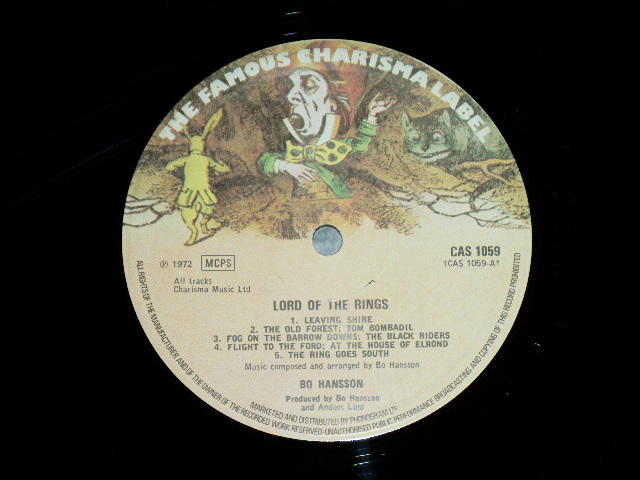 THE FAMOUS CHARISMA LABEL
CAS 1059
℗ 1972 MCPS
(CAS 1059-A)
All tracks
Charisma Music Ltd
LORD OF THE RINGS
1. LEAVING SHIRE
2. THE OLD FOREST; TOM BOMBADIL
3. FOG ON THE BARROW DOWNS; THE BLACK RIDERS
4. FLIGHT TO THE FORD; AT THE HOUSE OF ELROND
5. THE RING GOES SOUTH
Music composed and arranged by Bo Hansson
BO HANSSON
Produced by Bo Hansson
and Anders Lind
MARKETED AND DISTRIBUTED BY PHONOGRAM Ltd
ALL RIGHTS OF THE MANUFACTURER AND OF THE OWNER OF THE RECORDED WORK RESERVED-UNAUTHORISED PUBLIC PERFORMANCE BROADCASTING AND COPYING OF THIS RECORD PROHIBITED